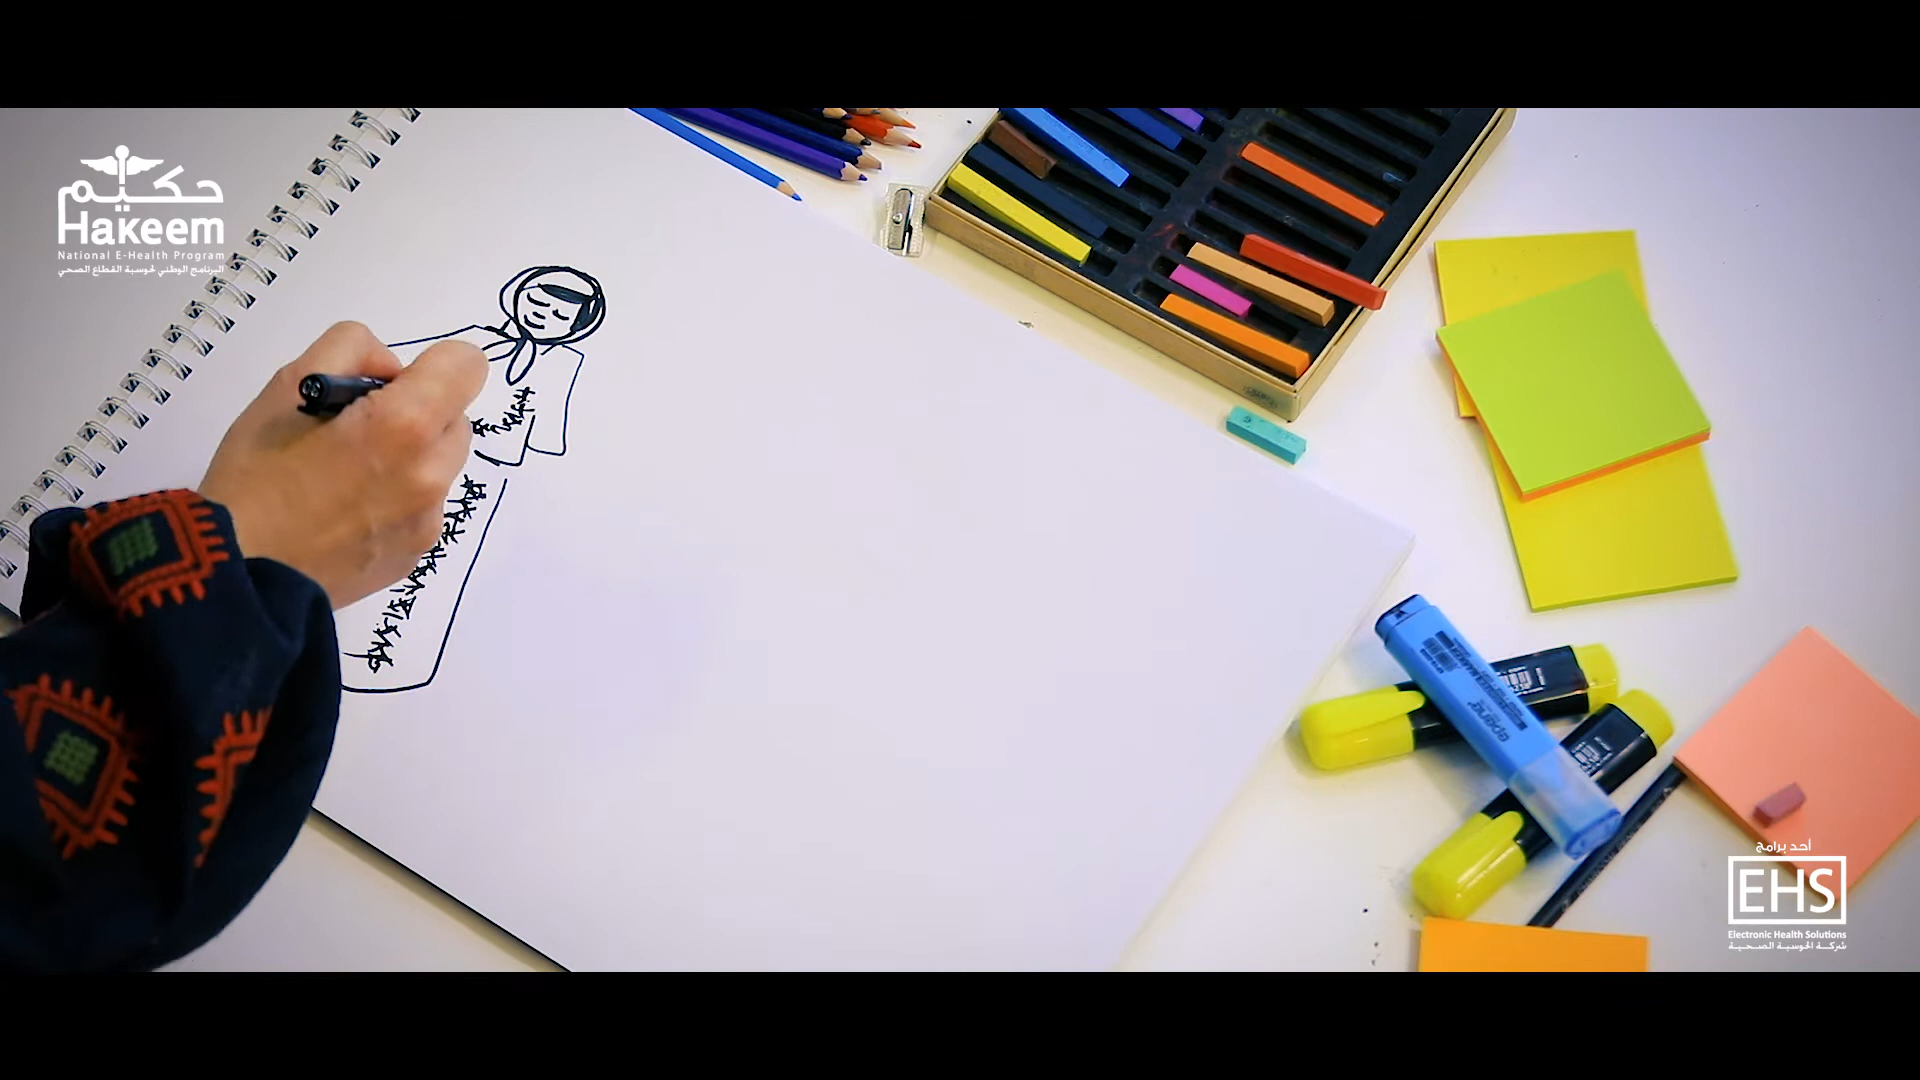 حكيم
Hakeem
National E-Health Program
البرنامج الوطني لحوسبة القطاع الصحي
أحد برامج
EHS
Electronic Health Solutions
شركة الحوسبة الصحية